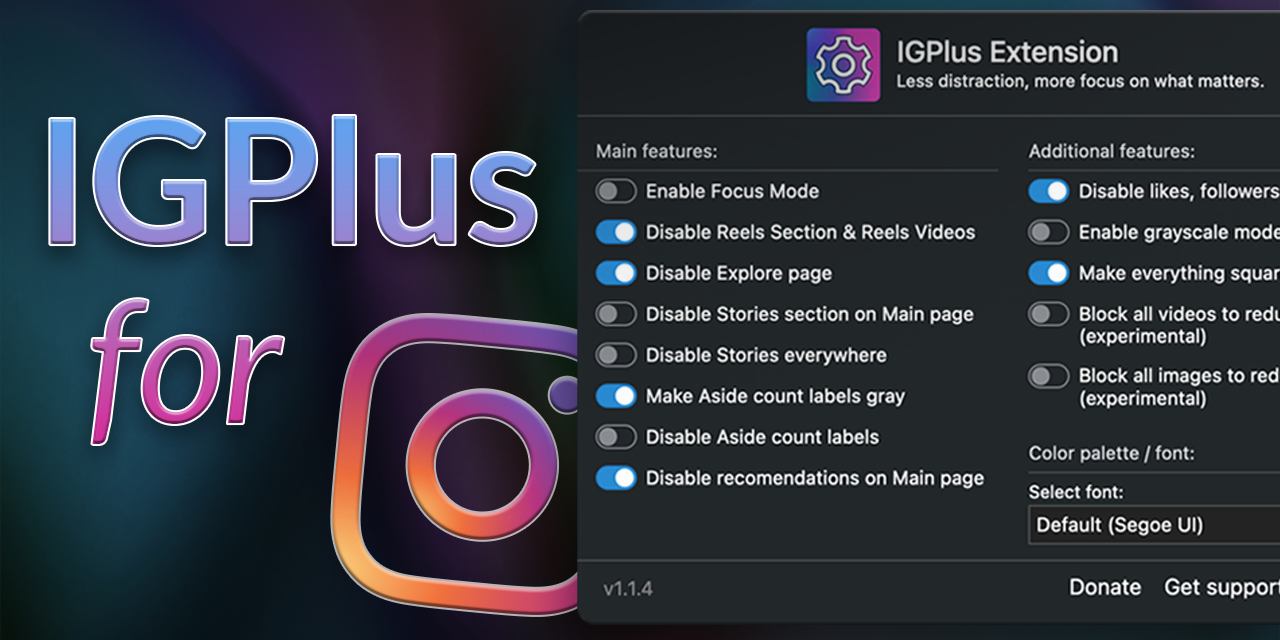 IGPlus
for
IGPlus Extension
Less distraction, more focus on what matters.
Main features:
Enable Focus Mode
Disable Reels Section & Reels Videos
Disable Explore page
Disable Stories section on Main page
Disable Stories everywhere
Make Aside count labels gray
Disable Aside count labels
Disable recomendations on Main page
Additional features:
Disable likes, followers
Enable grayscale mode
Make everything squar
Block all videos to redu
(experimental)
Block all images to red
(experimental)
Color palette / font:
Select font:
Default (Segoe UI)
v1.1.4
Donate Get support